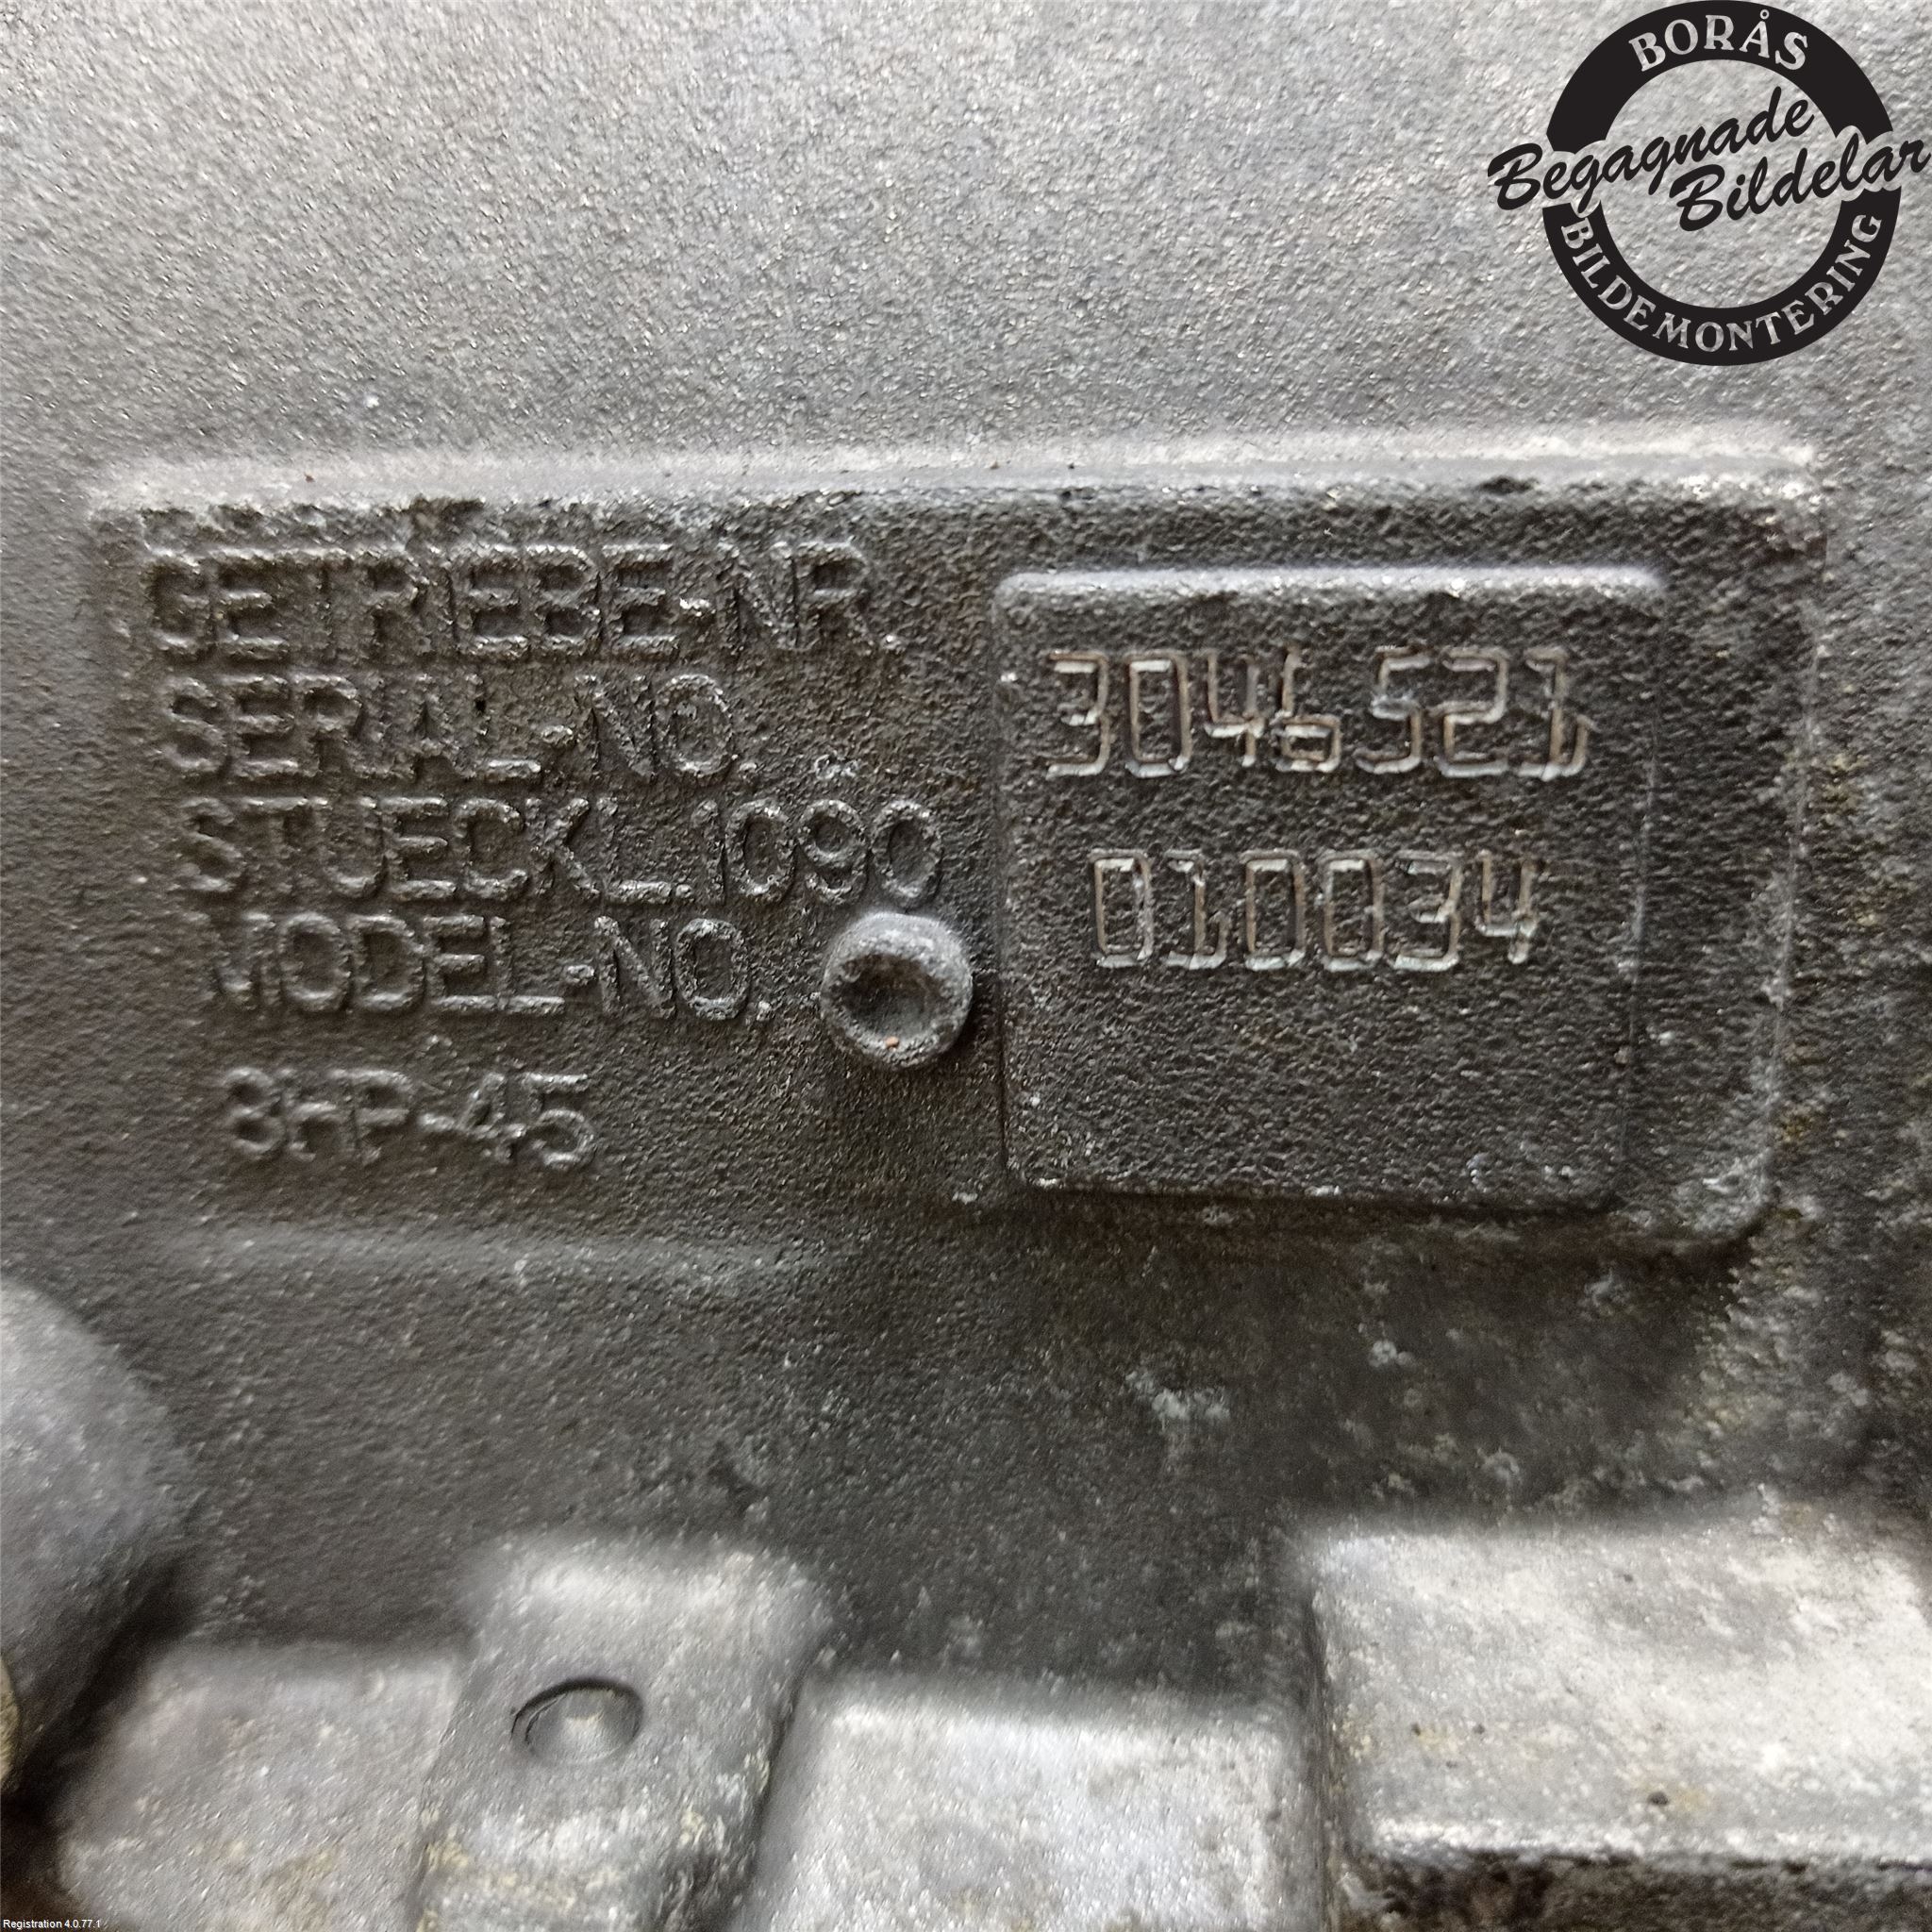 BORÅS
Begagnade
Bildelar
BILDEMONTERING
GETRIEBE-NR.
SERIAL-NO.
3046521
STUECKL.1090
MODEL-NO.
010034
8HP-45
Registration 4.0.77.1